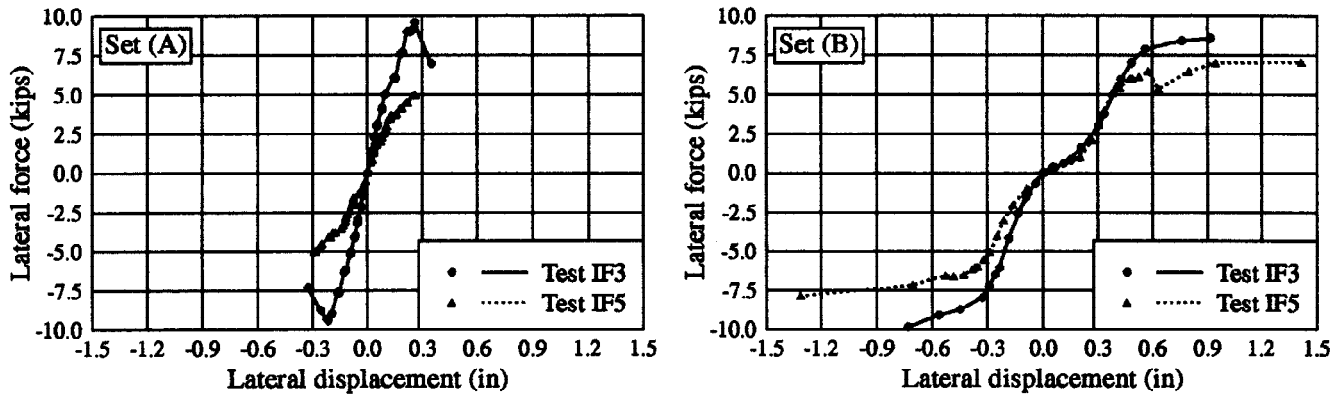 Set (A)
Lateral force (kips)
10.0
7.5
5.0
2.5
0.0
-2.5
-5.0
-7.5
-10.0
Test IF3
Test IF5
-1.5 -1.2 -0.9 -0.6 -0.3 0.0 0.3 0.6 0.9 1.2 1.5
Lateral displacement (in)
Set (B)
Lateral force (kips)
10.0
7.5
5.0
2.5
0.0
-2.5
-5.0
-7.5
-10.0
Test IF3
Test IF5
-1.5 -1.2 -0.9 -0.6 -0.3 0.0 0.3 0.6 0.9 1.2 1.5
Lateral displacement (in)